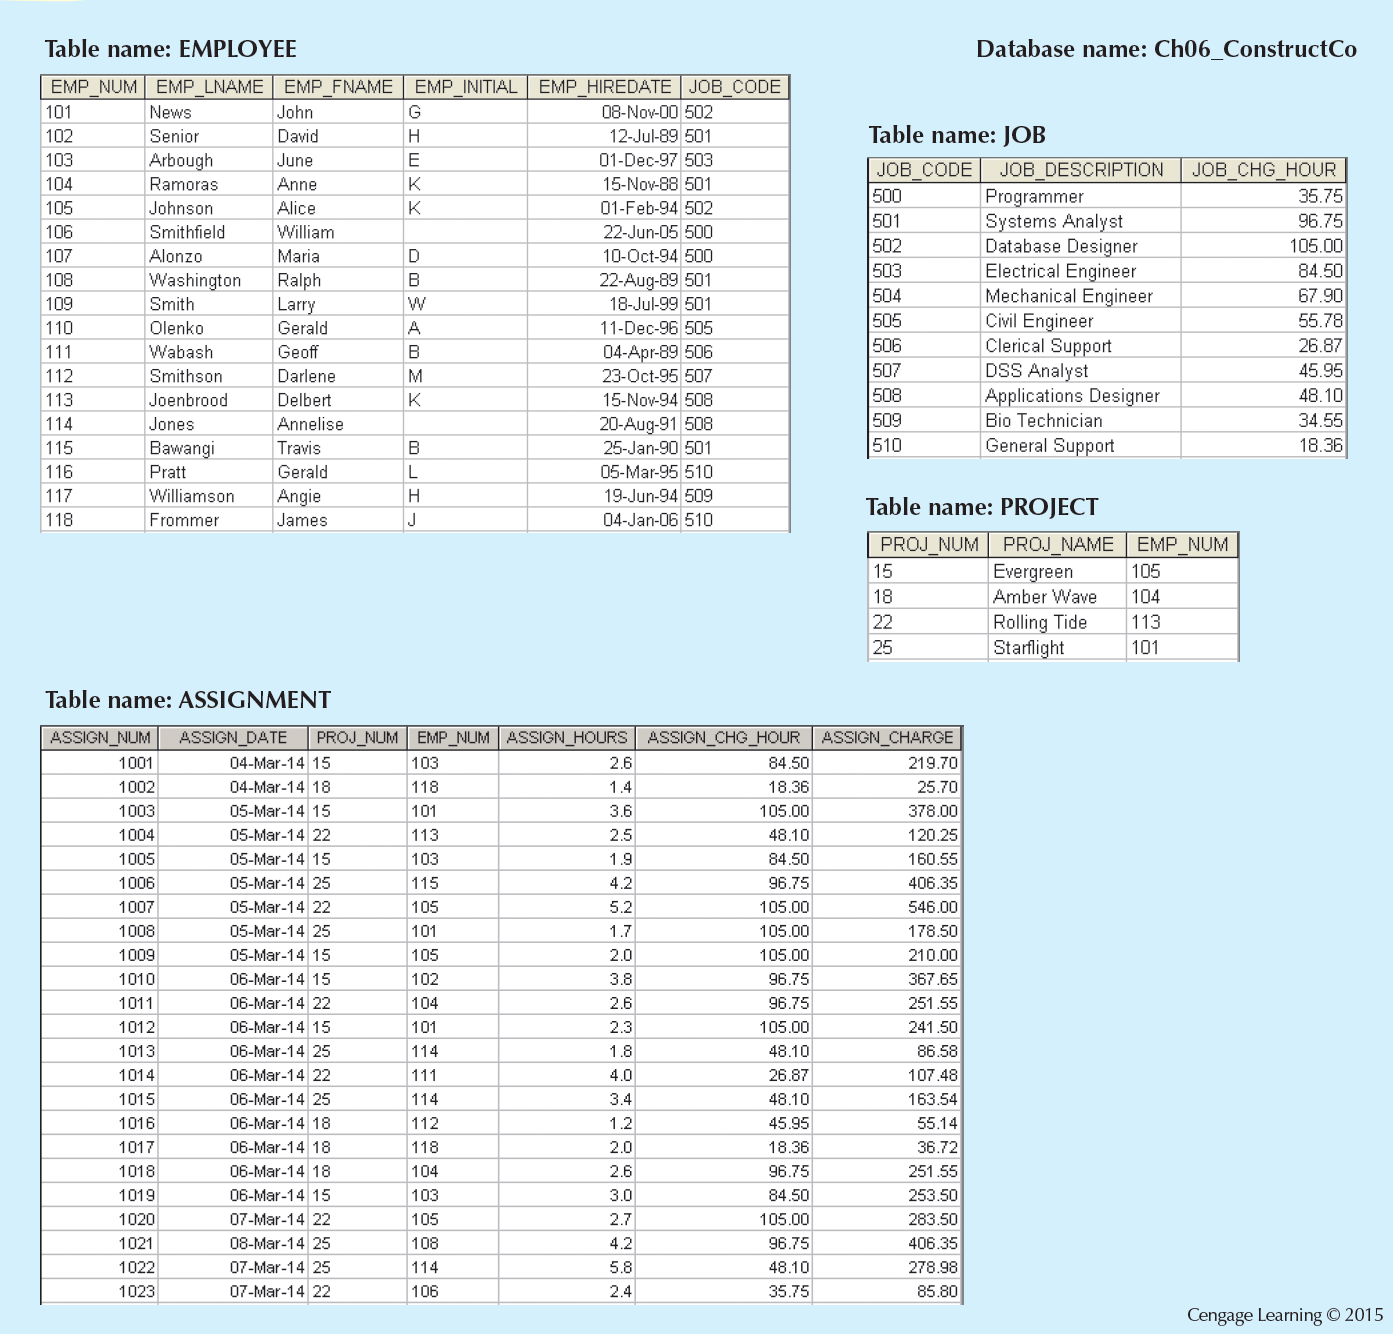 Table name: EMPLOYEE
Database name: Ch06_ConstructCo
EMP_NUM EMP_LNAME EMP_FNAME EMP_INITIAL EMP_HIREDATE JOB_CODE
101 News John G 08-Nov-00 502
102 Senior David H 12-Jul-89 501
103 Arbough June E 01-Dec-97 503
104 Ramoras Anne K 15-Nov-88 501
105 Johnson Alice K 01-Feb-94 502
106 Smithfield William 22-Jun-05 500
107 Alonzo Maria D 10-Oct-94 500
108 Washington Ralph B 22-Aug-89 501
109 Smith Larry W 18-Jul-99 501
110 Olenko Gerald A 11-Dec-96 505
111 Wabash Geoff B 04-Apr-89 506
112 Smithson Darlene M 23-Oct-95 507
113 Joenbrood Delbert K 15-Nov-94 508
114 Jones Annelise 20-Aug-91 508
115 Bawangi Travis B 25-Jan-90 501
116 Pratt Gerald L 05-Mar-95 510
117 Williamson Angie H 19-Jun-94 509
118 Frommer James J 04-Jan-06 510
Table name: JOB
JOB_CODE JOB_DESCRIPTION JOB_CHG_HOUR
500 Programmer 35.75
501 Systems Analyst 96.75
502 Database Designer 105.00
503 Electrical Engineer 84.50
504 Mechanical Engineer 67.90
505 Civil Engineer 55.78
506 Clerical Support 26.87
507 DSS Analyst 45.95
508 Applications Designer 48.10
509 Bio Technician 34.55
510 General Support 18.36
Table name: PROJECT
PROJ_NUM PROJ_NAME EMP_NUM
15 Evergreen 105
18 Amber Wave 104
22 Rolling Tide 113
25 Starflight 101
Table name: ASSIGNMENT
ASSIGN_NUM ASSIGN_DATE PROJ_NUM EMP_NUM ASSIGN_HOURS ASSIGN_CHG_HOUR ASSIGN_CHARGE
1001 04-Mar-14 15 103 2.6 84.50 219.70
1002 04-Mar-14 18 118 1.4 18.36 25.70
1003 05-Mar-14 15 101 3.6 105.00 378.00
1004 05-Mar-14 22 113 2.5 48.10 120.25
1005 05-Mar-14 15 103 1.9 84.50 160.55
1006 05-Mar-14 25 115 4.2 96.75 406.35
1007 05-Mar-14 22 105 5.2 105.00 546.00
1008 05-Mar-14 25 101 1.7 105.00 178.50
1009 05-Mar-14 15 105 2.0 105.00 210.00
1010 06-Mar-14 15 102 3.8 96.75 367.65
1011 06-Mar-14 22 104 2.6 96.75 251.55
1012 06-Mar-14 15 101 2.3 105.00 241.50
1013 06-Mar-14 25 114 1.8 48.10 86.58
1014 06-Mar-14 22 111 4.0 26.87 107.48
1015 06-Mar-14 25 114 3.4 48.10 163.54
1016 06-Mar-14 18 112 1.2 45.95 55.14
1017 06-Mar-14 18 118 2.0 18.36 36.72
1018 06-Mar-14 18 104 2.6 96.75 251.55
1019 06-Mar-14 15 103 3.0 84.50 253.50
1020 07-Mar-14 22 105 2.7 105.00 283.50
1021 08-Mar-14 25 108 4.2 96.75 406.35
1022 07-Mar-14 25 114 5.8 48.10 278.98
1023 07-Mar-14 22 106 2.4 35.75 85.80
Cengage Learning © 2015